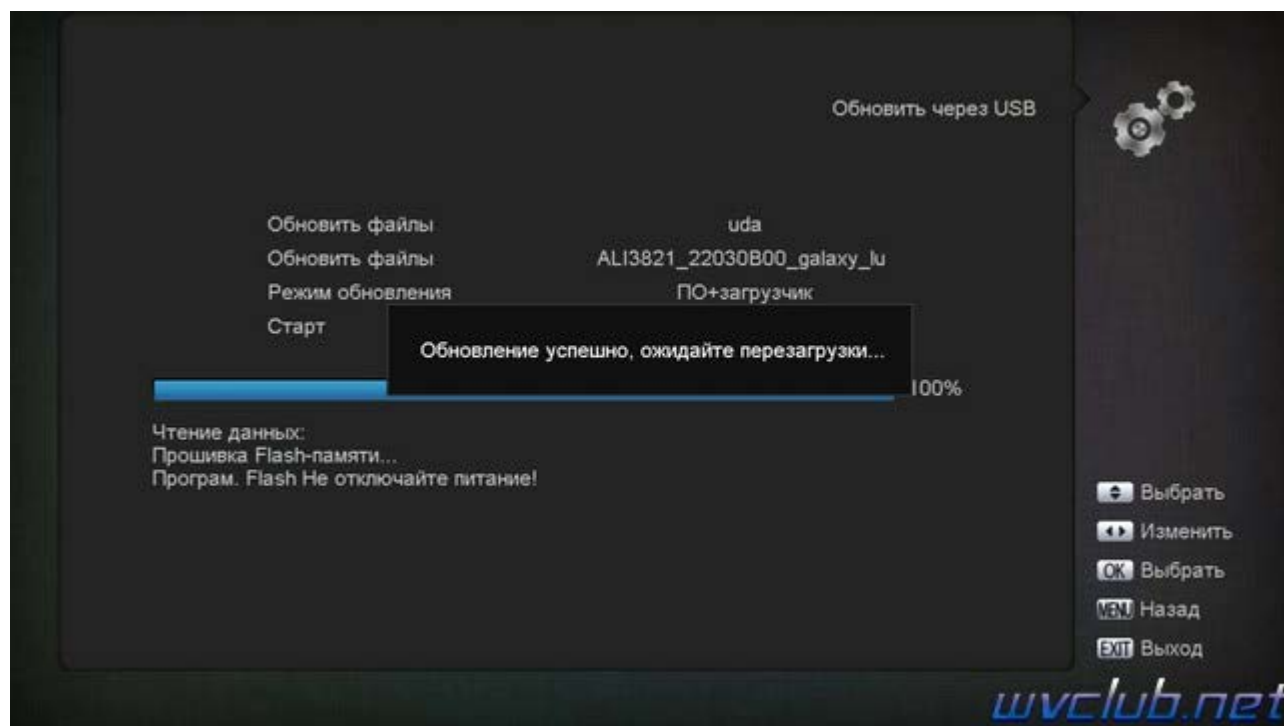 Обновить через USB
Обновить файлы uda
Обновить файлы ALI3821_22030B00_galaxy_lu
Режим обновления ПО+загрузчик
Старт
Обновление успешно, ожидайте перезагрузки...
100%
Чтение данных:
Прошивка Flash-памяти...
Програм. Flash Не отключайте питание!
Выбрать
Изменить
OK Выбрать
MENU Назад
EXIT Выход
wvclub.net